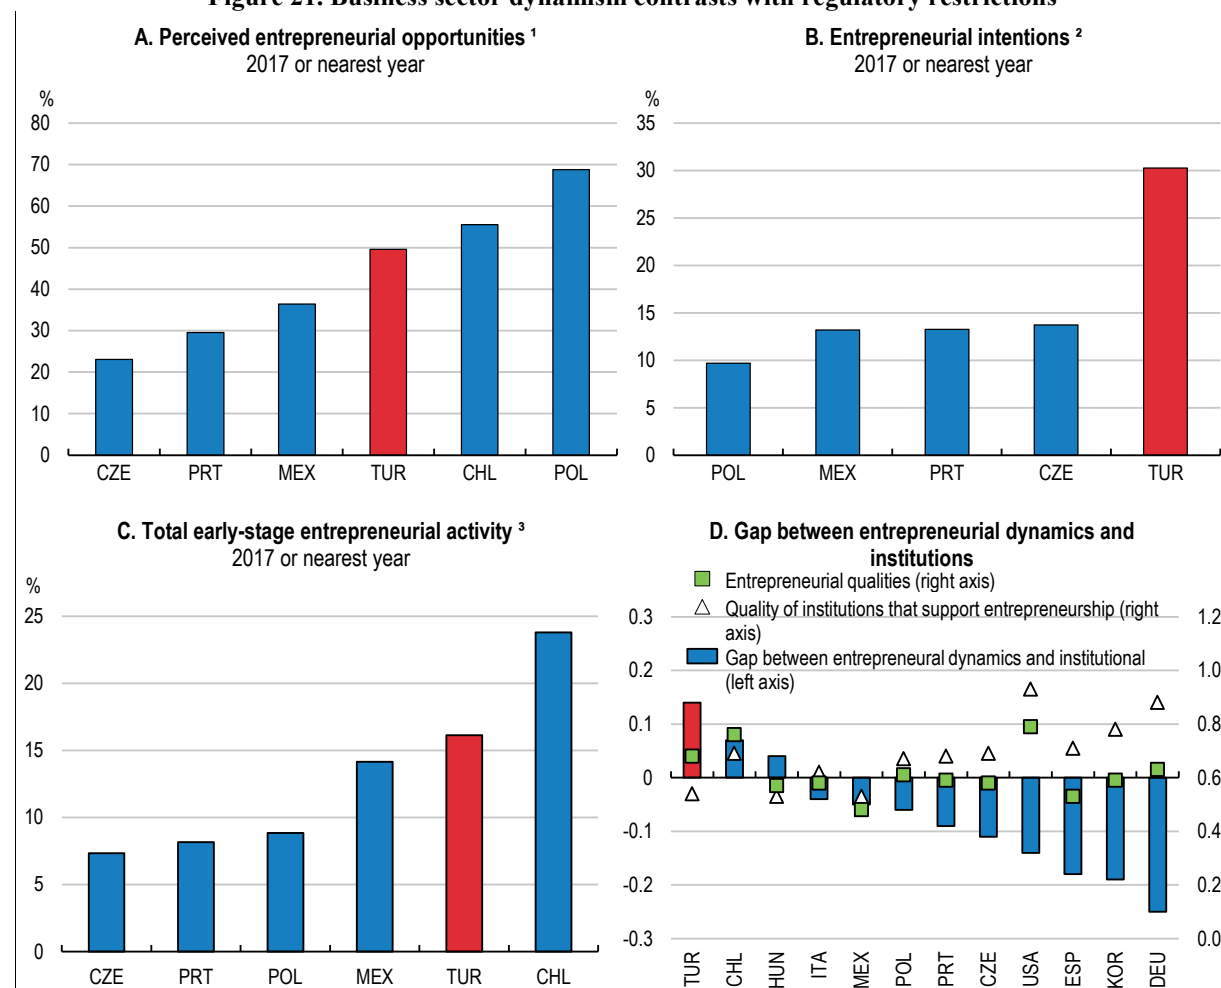 Figure 21. Business sector dynamism contrasts with regulatory restrictions
A. Perceived entrepreneurial opportunities ¹
2017 or nearest year
%
80
70
60
50
40
30
20
10
0
CZE PRT MEX TUR CHL POL
B. Entrepreneurial intentions ²
2017 or nearest year
%
35
30
25
20
15
10
5
0
POL MEX PRT CZE TUR
C. Total early-stage entrepreneurial activity ³
2017 or nearest year
%
25
20
15
10
5
0
CZE PRT POL MEX TUR CHL
D. Gap between entrepreneurial dynamics and
institutions
Entrepreneurial qualities (right axis)
Quality of institutions that support entrepreneurship (right
axis)
Gap between entrepreneural dynamics and institutional
(left axis)
0.3
0.2
0.1
0
-0.1
-0.2
-0.3
1.2
1.0
0.8
0.6
0.4
0.2
0.0
TUR
CHL
HUN
ITA
MEX
POL
PRT
CZE
USA
ESP
KOR
DEU